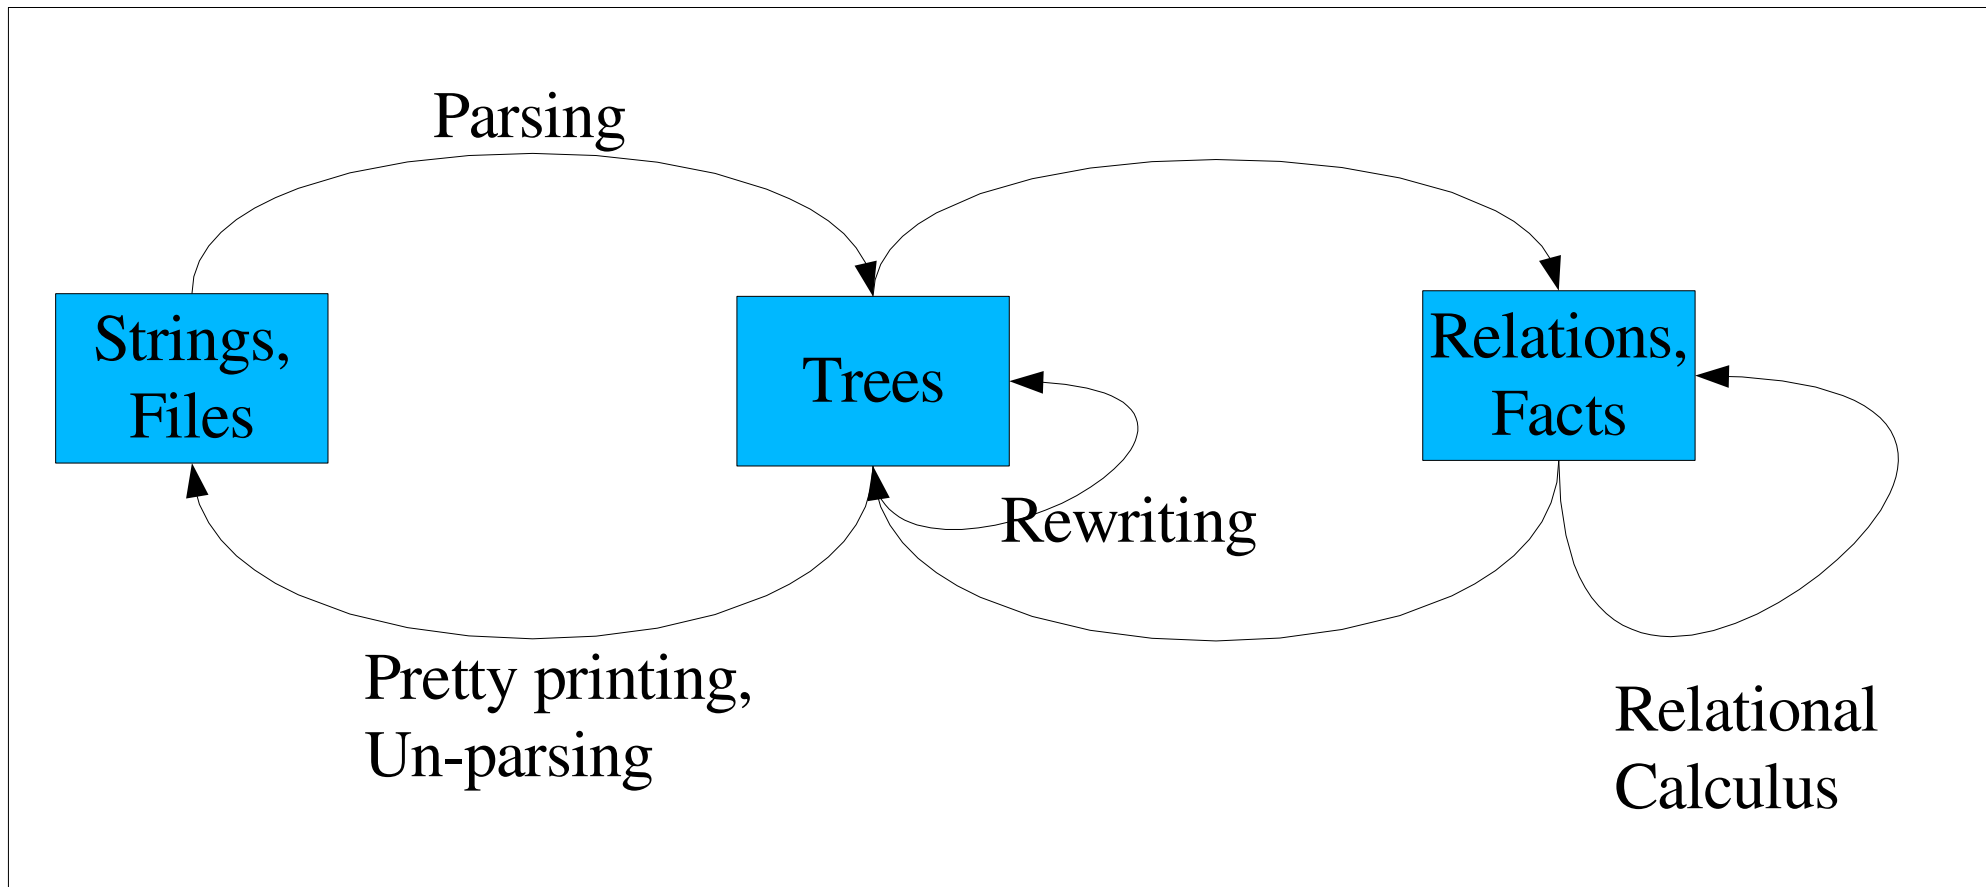 Parsing
Strings,
Files
Trees
Relations,
Facts
Rewriting
Pretty printing,
Un-parsing
Relational
Calculus